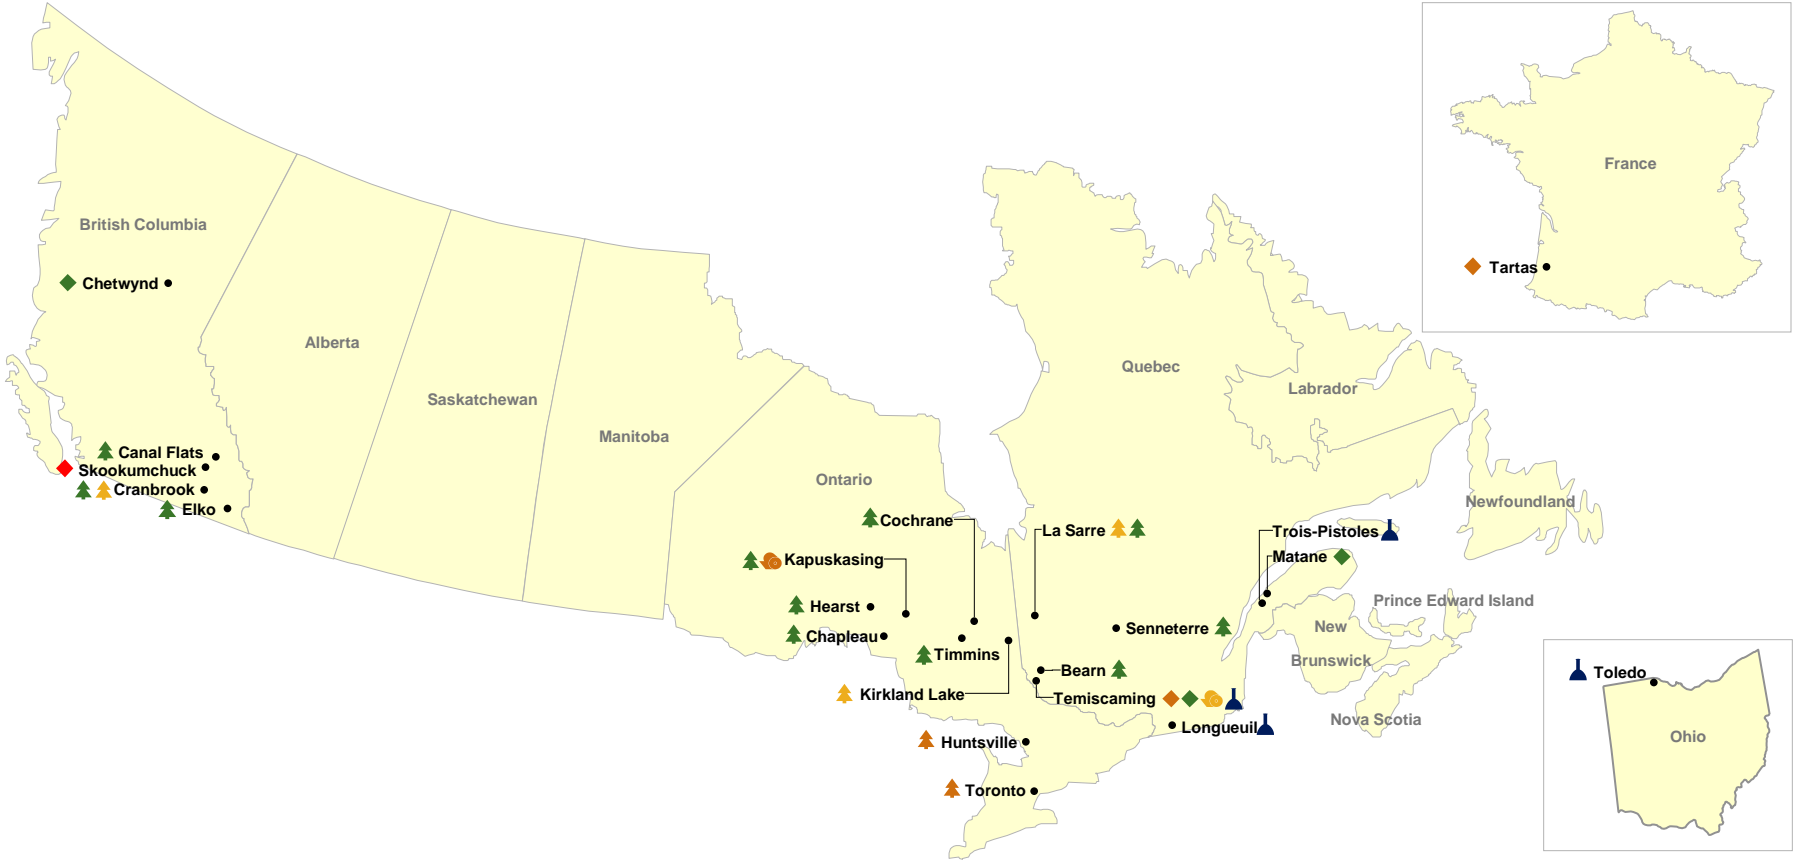 British Columbia
Chetwynd
Alberta
Saskatchewan
Manitoba
Canal Flats
Skookumchuck
Cranbrook
Elko
Ontario
Cochrane
Kapuskasing
Hearst
Chapleau
Timmins
Kirkland Lake
Huntsville
Toronto
Quebec
Labrador
Newfoundland
La Sarre
Trois-Pistoles
Matane
Prince Edward Island
Senneterre
New
Brunswick
Bearn
Temiscaming
Longueuil
Nova Scotia
France
Tartas
Toledo
Ohio